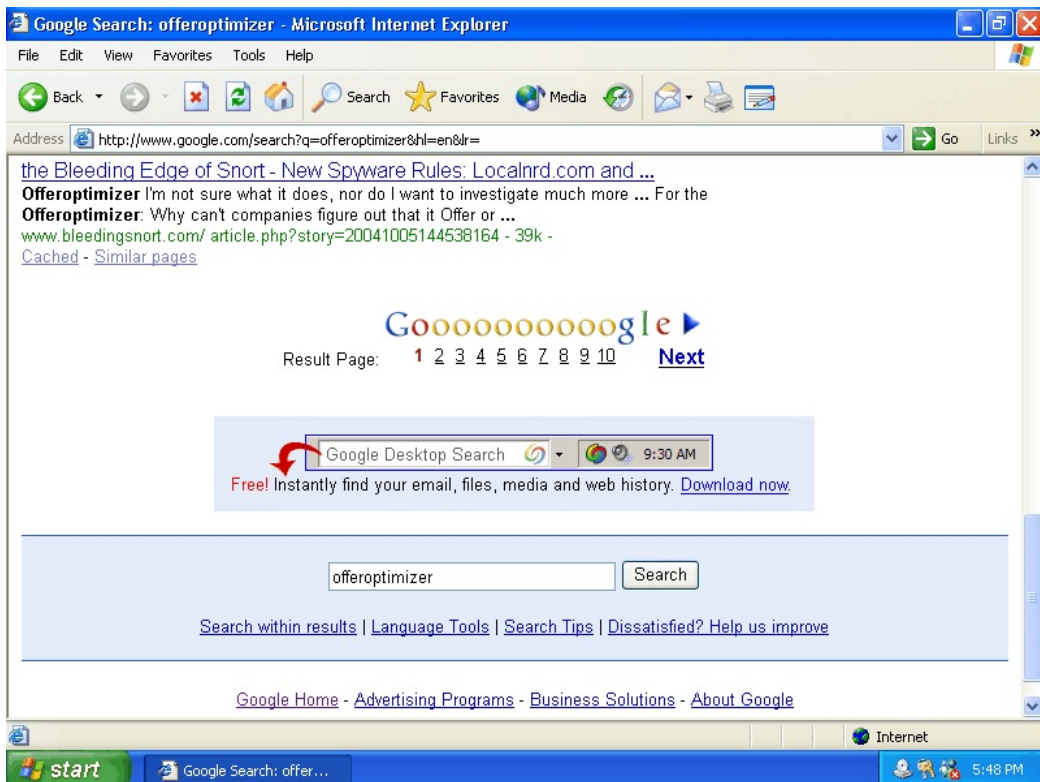 Google Search: offeroptimizer - Microsoft Internet Explorer
File Edit View Favorites Tools Help
Back Search Favorites Media
Address http://www.google.com/search?q=offeroptimizer&hl=en&lr= Go Links »
the Bleeding Edge of Snort - New Spyware Rules: Localnrd.com and ...
Offeroptimizer I'm not sure what it does, nor do I want to investigate much more ... For the
Offeroptimizer: Why can't companies figure out that it Offer or ...
www.bleedingsnort.com/ article.php?story=20041005144538164 - 39k -
Cached - Similar pages
Goooooooooogle
Result Page: 1 2 3 4 5 6 7 8 9 10 Next
Google Desktop Search 9:30 AM
Free! Instantly find your email, files, media and web history. Download now.
offeroptimizer Search
Search within results | Language Tools | Search Tips | Dissatisfied? Help us improve
Google Home - Advertising Programs - Business Solutions - About Google
Internet
start Google Search: offer... 5:48 PM